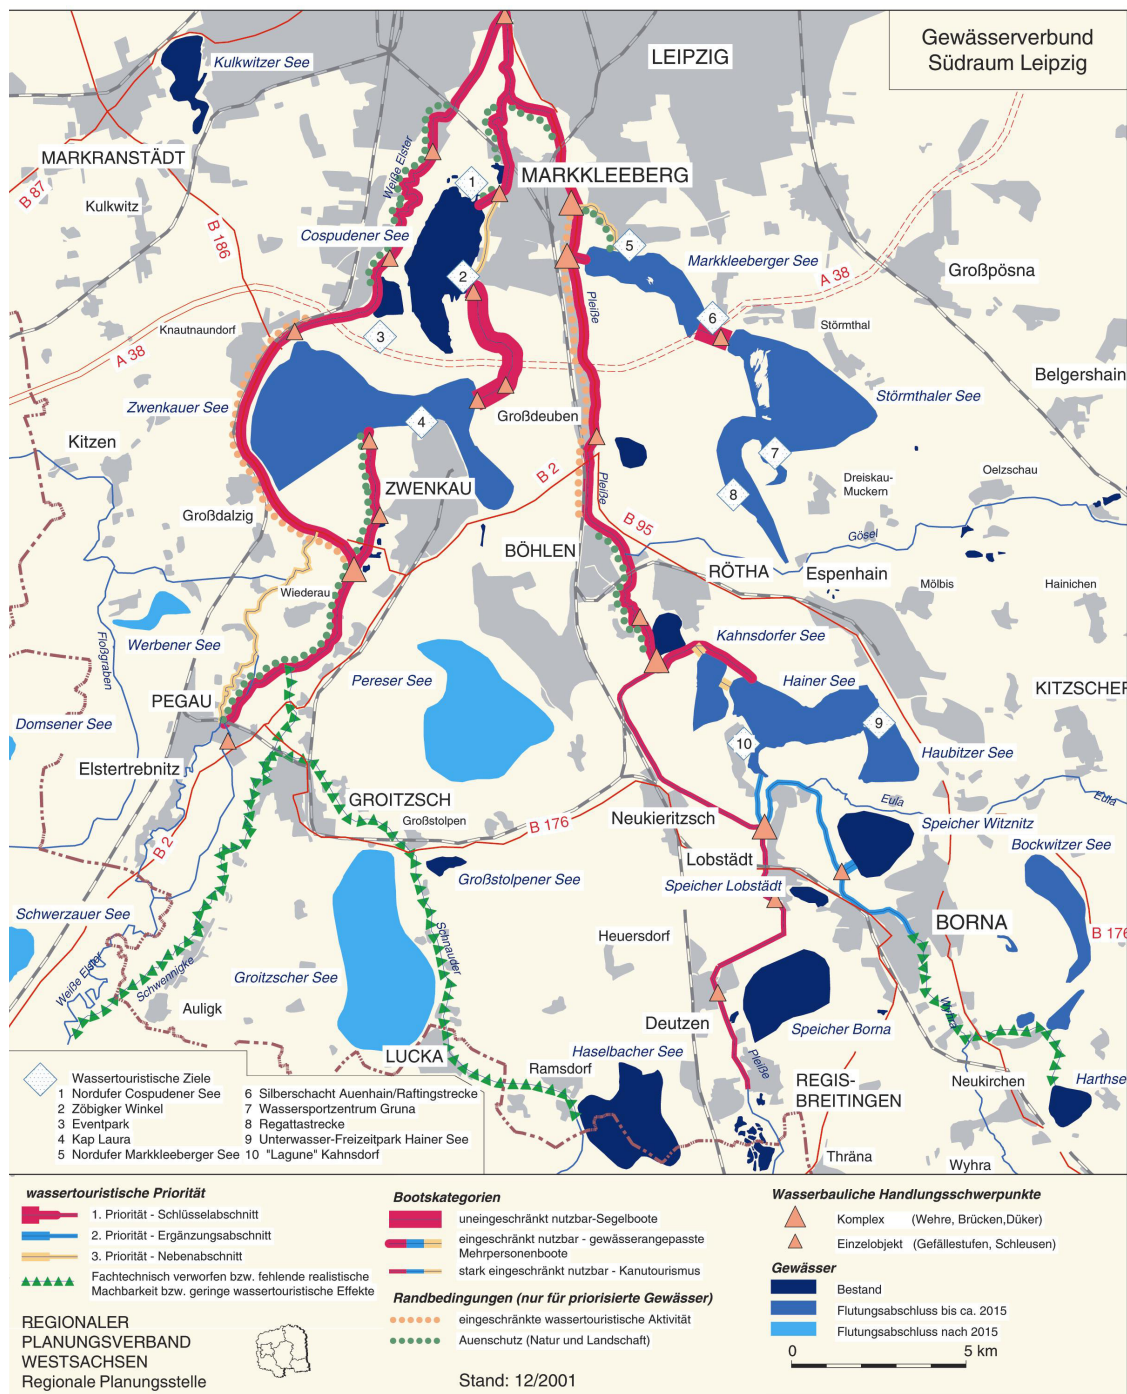 Gewässerverbund
Südraum Leipzig
LEIPZIG
Kulkwitzer See
MARKRANSTÄDT
B 87
Kulkwitz
B 186
Weiße Elster
1
MARKKLEEBERG
Cospudener See
5
Markkleeberger See
Großpösna
2
A 38
Pleiße
6
Störmthal
Knautnaundorf
3
A 38
Belgershain
Zwenkauer See
Störmthaler See
4
Großdeuben
Kitzen
7
B 2
Oelzschau
Dreiskau-
Muckern
ZWENKAU
Pleiße
8
Großdalzig
B 95
Gösel
BÖHLEN
RÖTHA
Espenhain
Mölbis
Hainichen
Wiederau
Werbener See
Floßgraben
Kahnsdorfer See
Pereser See
Hainer See
KITZSCHER
PEGAU
Domsener See
9
10
Haubitzer See
Elstertrebnitz
GROITZSCH
Großstolpen
B 176
Neukieritzsch
Eula
Eula
Speicher Witznitz
B 2
Bockwitzer See
Lobstädt
Großstolpener See
Speicher Lobstädt
Schwerzauer See
BORNA
B 176
Heuersdorf
Schnauder
Weiße Elster
Schwennigke
Groitzscher See
Auligk
Deutzen
Speicher Borna
Wyhra
LUCKA
Haselbacher See
Ramsdorf
Pleiße
REGIS-
BREITINGEN
Neukirchen
Harthse
Thräna
Wyhra
Wassertouristische Ziele
1 Nordufer Cospudener See
2 Zöbigker Winkel
3 Eventpark
4 Kap Laura
5 Nordufer Markkleeberger See
6 Silberschacht Auenhain/Raftingstrecke
7 Wassersportzentrum Gruna
8 Regattastrecke
9 Unterwasser-Freizeitpark Hainer See
10 "Lagune" Kahnsdorf
wassertouristische Priorität
1. Priorität - Schlüsselabschnitt
2. Priorität - Ergänzungsabschnitt
3. Priorität - Nebenabschnitt
Fachtechnisch verworfen bzw. fehlende realistische
Machbarkeit bzw. geringe wassertouristische Effekte
REGIONALER
PLANUNGSVERBAND
WESTSACHSEN
Regionale Planungsstelle
Bootskategorien
uneingeschränkt nutzbar-Segelboote
eingeschränkt nutzbar - gewässerangepasste
Mehrpersonenboote
stark eingeschränkt nutzbar - Kanutourismus
Randbedingungen (nur für priorisierte Gewässer)
eingeschränkte wassertouristische Aktivität
Auenschutz (Natur und Landschaft)
Stand: 12/2001
Wasserbauliche Handlungsschwerpunkte
Komplex (Wehre, Brücken,Düker)
Einzelobjekt (Gefällestufen, Schleusen)
Gewässer
Bestand
Flutungsabschluss bis ca. 2015
Flutungsabschluss nach 2015
0 5 km